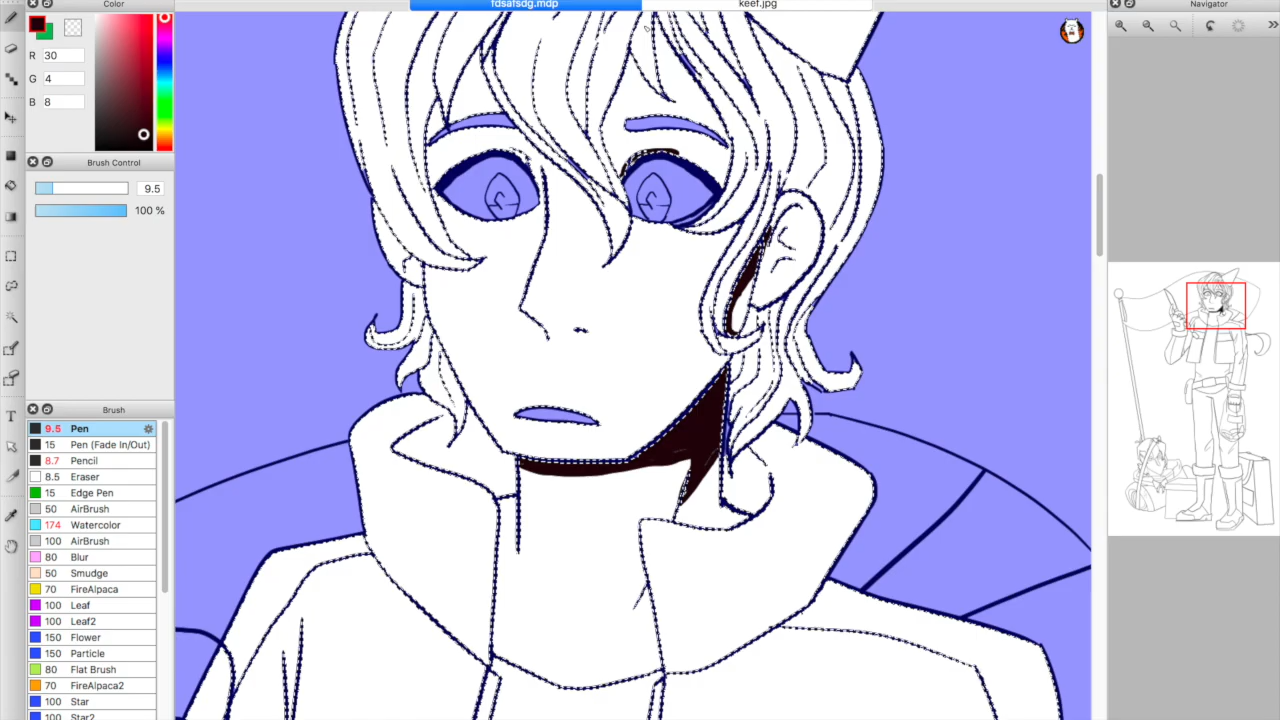 Color
fdsafsdg.mdp
keef.jpg
Navigator
R 30
G 4
B 8
Brush Control
9.5
100 %
Brush
9.5 Pen
15 Pen (Fade In/Out)
8.7 Pencil
8.5 Eraser
15 Edge Pen
50 AirBrush
174 Watercolor
100 AirBrush
80 Blur
50 Smudge
70 FireAlpaca
100 Leaf
100 Leaf2
150 Flower
150 Particle
80 Flat Brush
70 FireAlpaca2
100 Star
100 Star2
T